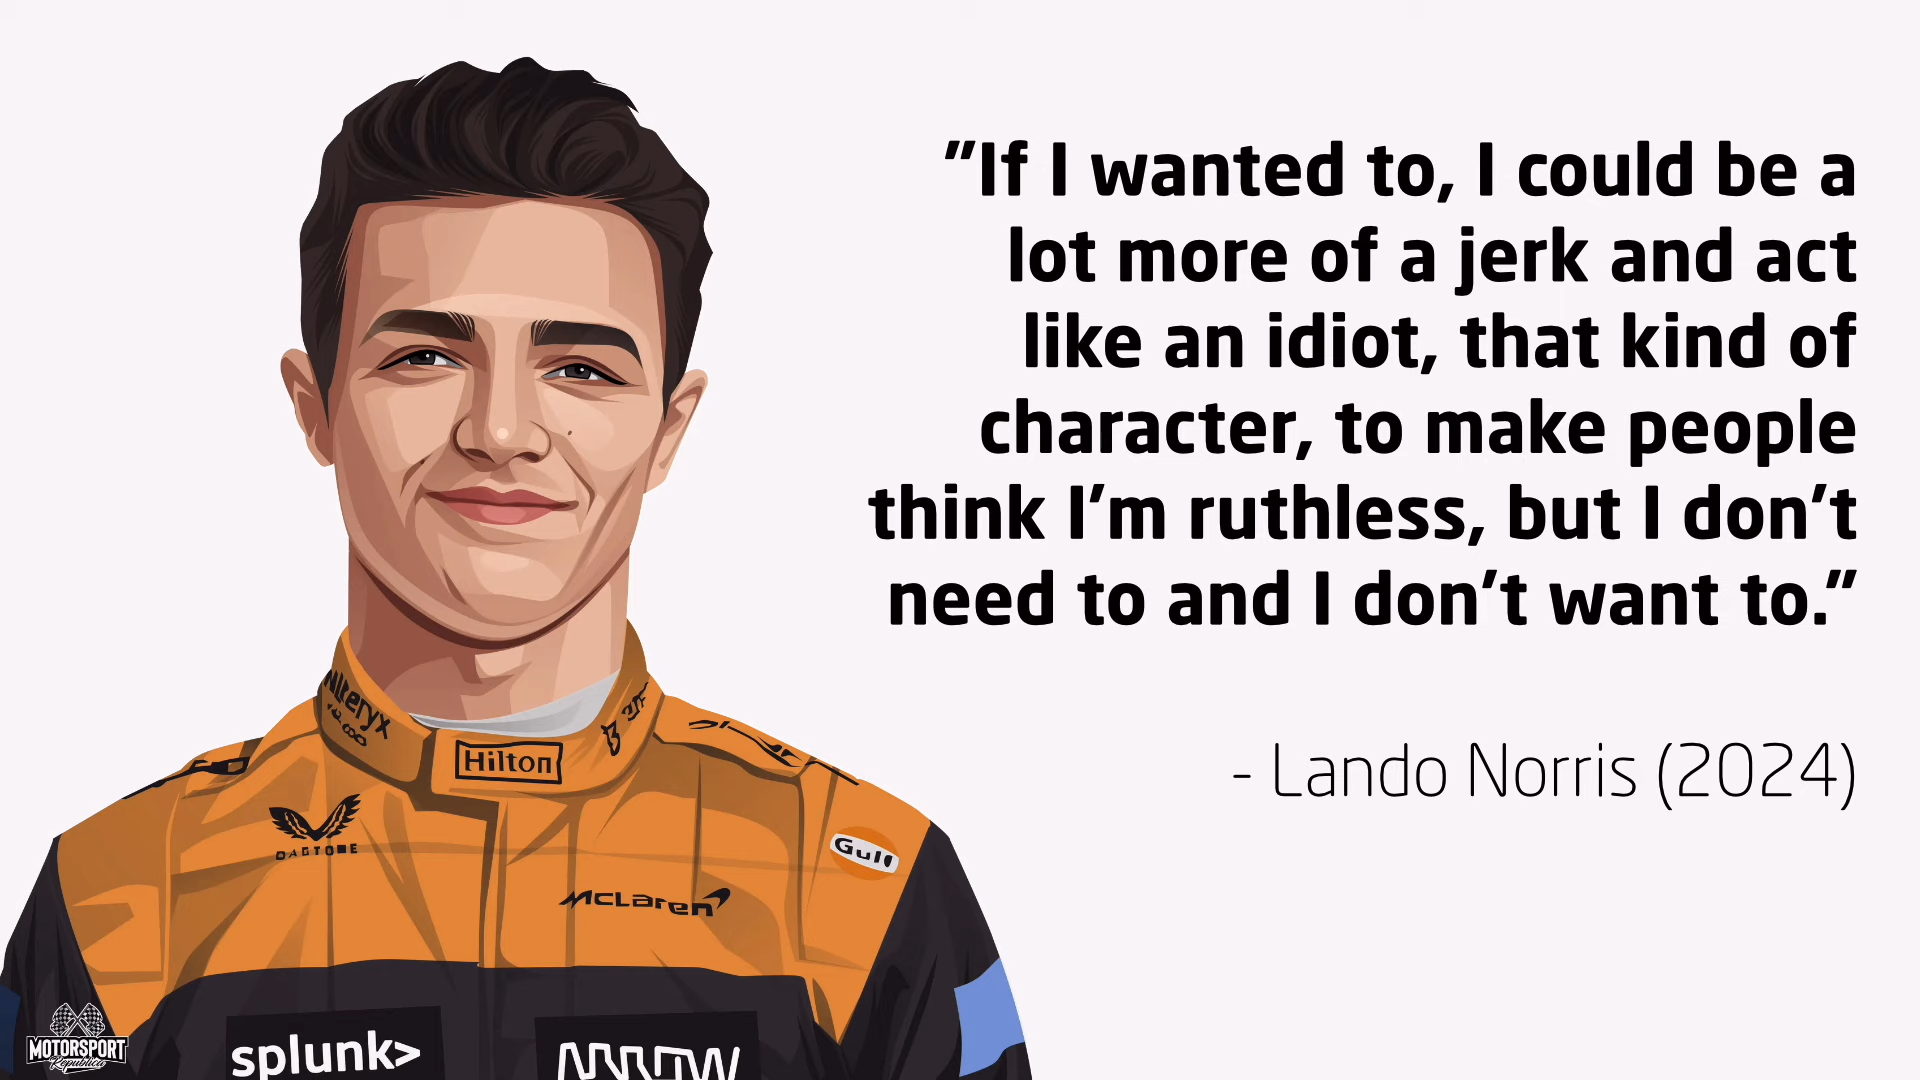 "If I wanted to, I could be a
lot more of a jerk and act
like an idiot, that kind of
character, to make people
think I'm ruthless, but I don't
need to and I don't want to."
- Lando Norris (2024)
Hilton
McLaren
splunk>
MOTORSPORT
Republica